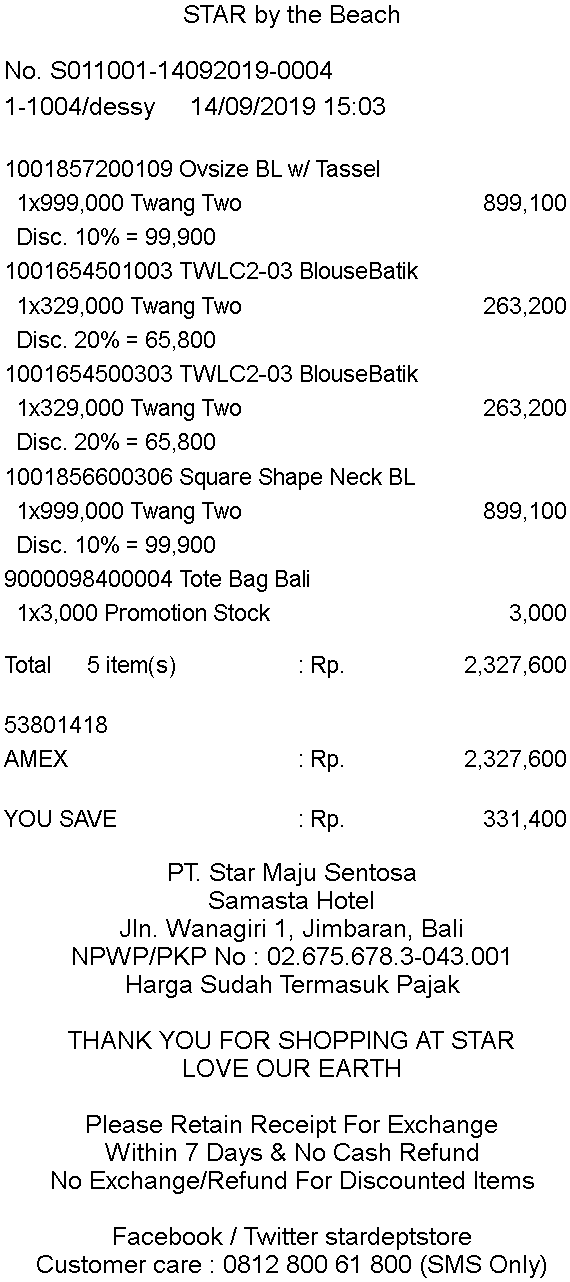 STAR by the Beach
No. S011001-14092019-0004
1-1004/dessy 14/09/2019 15:03
1001857200109 Ovsize BL w/ Tassel
1x999,000 Twang Two 899,100
Disc. 10% = 99,900
1001654501003 TWLC2-03 BlouseBatik
1x329,000 Twang Two 263,200
Disc. 20% = 65,800
1001654500303 TWLC2-03 BlouseBatik
1x329,000 Twang Two 263,200
Disc. 20% = 65,800
1001856600306 Square Shape Neck BL
1x999,000 Twang Two 899,100
Disc. 10% = 99,900
9000098400004 Tote Bag Bali
1x3,000 Promotion Stock 3,000
Total 5 item(s) : Rp. 2,327,600
53801418
AMEX : Rp. 2,327,600
YOU SAVE : Rp. 331,400
PT. Star Maju Sentosa
Samasta Hotel
Jln. Wanagiri 1, Jimbaran, Bali
NPWP/PKP No : 02.675.678.3-043.001
Harga Sudah Termasuk Pajak
THANK YOU FOR SHOPPING AT STAR
LOVE OUR EARTH
Please Retain Receipt For Exchange
Within 7 Days & No Cash Refund
No Exchange/Refund For Discounted Items
Facebook / Twitter stardeptstore
Customer care : 0812 800 61 800 (SMS Only)